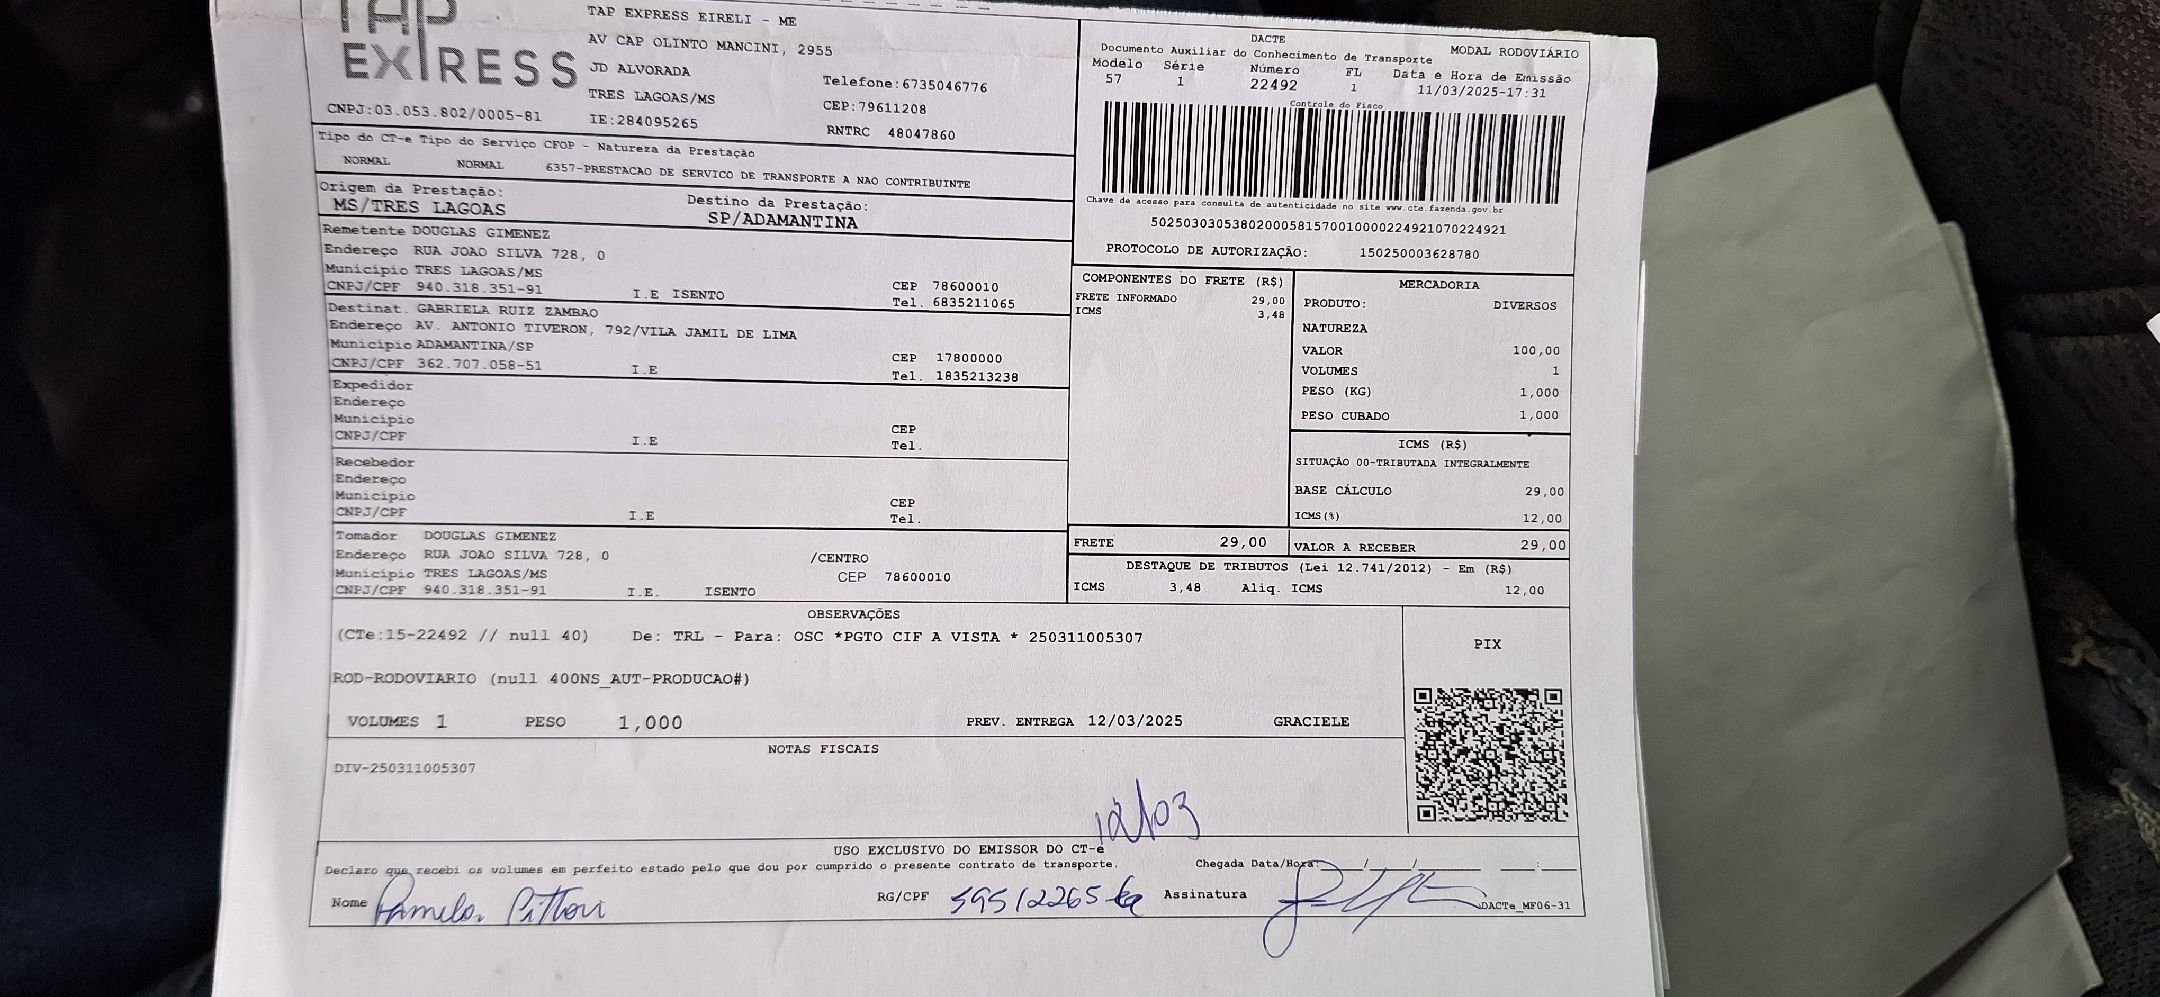 TAP
EXPRESS
CNPJ:03.053.802/0005-81
TAP EXPRESS EIRELI - ME
AV CAP OLINTO MANCINI, 2955
JD ALVORADA
TRES LAGOAS/MS
IE:284095265
Telefone:6735046776
CEP:79611208
RNTRC 48047860
DACTE
Documento Auxiliar do Conhecimento de Transporte
MODAL RODOVIÁRIO
Modelo Série Número FL Data e Hora de Emissão
57 1 22492 1 11/03/2025-17:31
Controle do Fisco
Chave de acesso para consulta de autenticidade no site www.cte.fazenda.gov.br
50250303053802000581570010000224921070224921
PROTOCOLO DE AUTORIZAÇÃO: 150250003628780
Tipo do CT-e Tipo do Serviço CFOP - Natureza da Prestação
NORMAL NORMAL 6357-PRESTACAO DE SERVICO DE TRANSPORTE A NAO CONTRIBUINTE
Origem da Prestação: Destino da Prestação:
MS/TRES LAGOAS SP/ADAMANTINA
Remetente DOUGLAS GIMENEZ
Endereço RUA JOAO SILVA 728, 0
Município TRES LAGOAS/MS CEP 78600010
CNPJ/CPF 940.318.351-91 I.E ISENTO Tel. 6835211065
Destinat. GABRIELA RUIZ ZAMBAO
Endereço AV. ANTONIO TIVERON, 792/VILA JAMIL DE LIMA
Município ADAMANTINA/SP CEP 17800000
CNPJ/CPF 362.707.058-51 I.E Tel. 1835213238
Expedidor
Endereço
Município CEP
CNPJ/CPF I.E Tel.
Recebedor
Endereço
Município CEP
CNPJ/CPF I.E Tel.
Tomador DOUGLAS GIMENEZ
Endereço RUA JOAO SILVA 728, 0 /CENTRO
Município TRES LAGOAS/MS CEP 78600010
CNPJ/CPF 940.318.351-91 I.E. ISENTO
COMPONENTES DO FRETE (R$)
FRETE INFORMADO 29,00
ICMS 3,48
MERCADORIA
PRODUTO: DIVERSOS
NATUREZA
VALOR 100,00
VOLUMES 1
PESO (KG) 1,000
PESO CUBADO 1,000
ICMS (R$)
SITUAÇÃO 00-TRIBUTADA INTEGRALMENTE
BASE CÁLCULO 29,00
ICMS(%) 12,00
FRETE 29,00 VALOR A RECEBER 29,00
DESTAQUE DE TRIBUTOS (Lei 12.741/2012) - Em (R$)
ICMS 3,48 Aliq. ICMS 12,00
OBSERVAÇÕES
(CTe:15-22492 // null 40) De: TRL - Para: OSC *PGTO CIF A VISTA * 250311005307
ROD-RODOVIARIO (null 400NS_AUT-PRODUCAO#)
VOLUMES 1 PESO 1,000 PREV. ENTREGA 12/03/2025 GRACIELE
PIX
NOTAS FISCAIS
DIV-250311005307
12/03
USO EXCLUSIVO DO EMISSOR DO CT-e
Declaro que recebi os volumes em perfeito estado pelo que dou por cumprido o presente contrato de transporte. Chegada Data/Hora: / / :
Nome Pamela RG/CPF Assinatura
DACTe_MF06-31